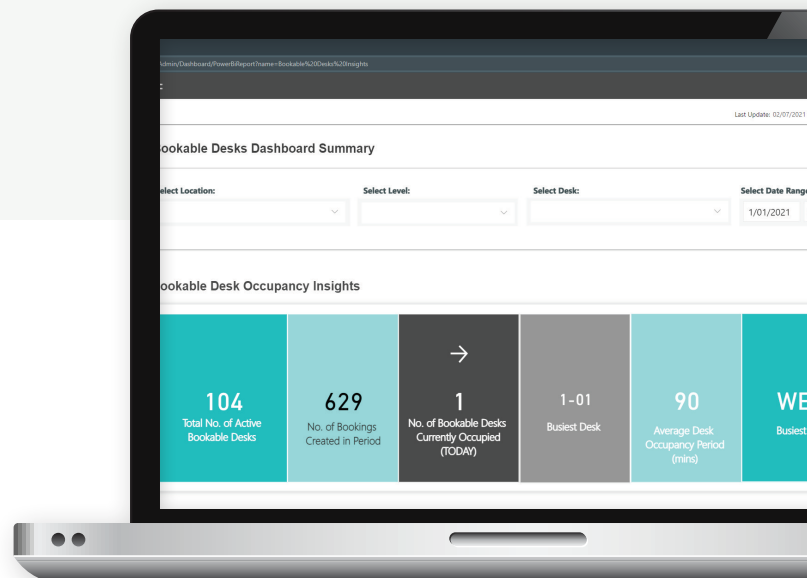 Admin/Dashboard/PowerBiReport?name=Bookable%20Desks%20Insights
Last Update: 02/07/2021
ookable Desks Dashboard Summary
elect Location:
Select Level:
Select Desk:
Select Date Range
1/01/2021
ookable Desk Occupancy Insights
104
Total No. of Active
Bookable Desks
629
No. of Bookings
Created in Period
1
No. of Bookable Desks
Currently Occupied
(TODAY)
1-01
Busiest Desk
90
Average Desk
Occupancy Period
(mins)
WE
Busiest